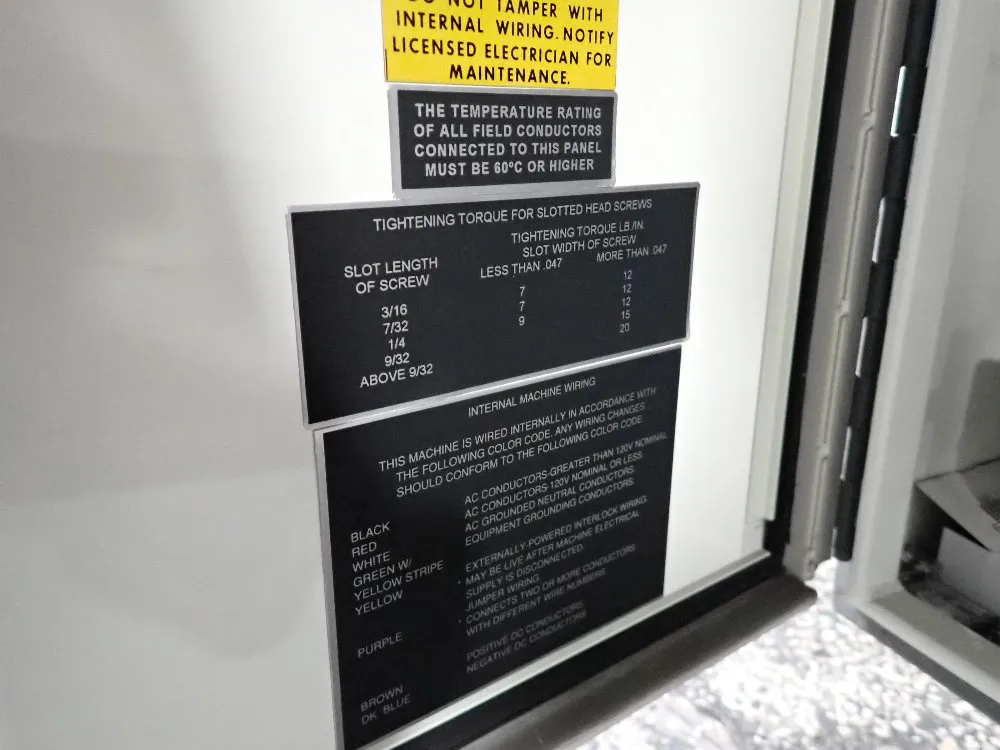 DO NOT TAMPER WITH
INTERNAL WIRING. NOTIFY
LICENSED ELECTRICIAN FOR
MAINTENANCE.
THE TEMPERATURE RATING
OF ALL FIELD CONDUCTORS
CONNECTED TO THIS PANEL
MUST BE 60°C OR HIGHER
TIGHTENING TORQUE FOR SLOTTED HEAD SCREWS
TIGHTENING TORQUE LB./IN.
SLOT WIDTH OF SCREW
SLOT LENGTH
OF SCREW
LESS THAN .047 MORE THAN .047
3/16 7 12
7/32 7 12
1/4 9 12
9/32 15
ABOVE 9/32 20
INTERNAL MACHINE WIRING
THIS MACHINE IS WIRED INTERNALLY IN ACCORDANCE WITH
THE FOLLOWING COLOR CODE. ANY WIRING CHANGES
SHOULD CONFORM TO THE FOLLOWING COLOR CODE
BLACK AC CONDUCTORS-GREATER THAN 120V NOMINAL
RED AC CONDUCTORS-120V NOMINAL OR LESS
WHITE AC GROUNDED NEUTRAL CONDUCTORS
GREEN W/ EQUIPMENT GROUNDING CONDUCTORS
YELLOW STRIPE
YELLOW EXTERNALLY-POWERED INTERLOCK WIRING
· MAY BE LIVE AFTER MACHINE ELECTRICAL
SUPPLY IS DISCONNECTED.
PURPLE JUMPER WIRING
· CONNECTS TWO OR MORE CONDUCTORS
WITH DIFFERENT WIRE NUMBERS.
BROWN POSITIVE DC CONDUCTORS
DK. BLUE NEGATIVE DC CONDUCTORS